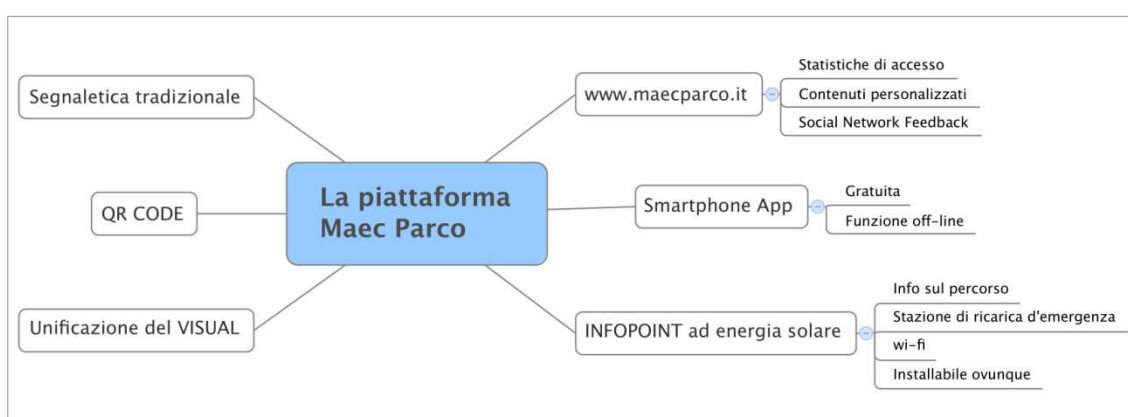 Segnaletica tradizionale
QR CODE
Unificazione del VISUAL
La piattaforma
Maec Parco
www.maecparco.it
Statistiche di accesso
Contenuti personalizzati
Social Network Feedback
Smartphone App
Gratuita
Funzione off-line
INFOPOINT ad energia solare
Info sul percorso
Stazione di ricarica d'emergenza
wi-fi
Installabile ovunque